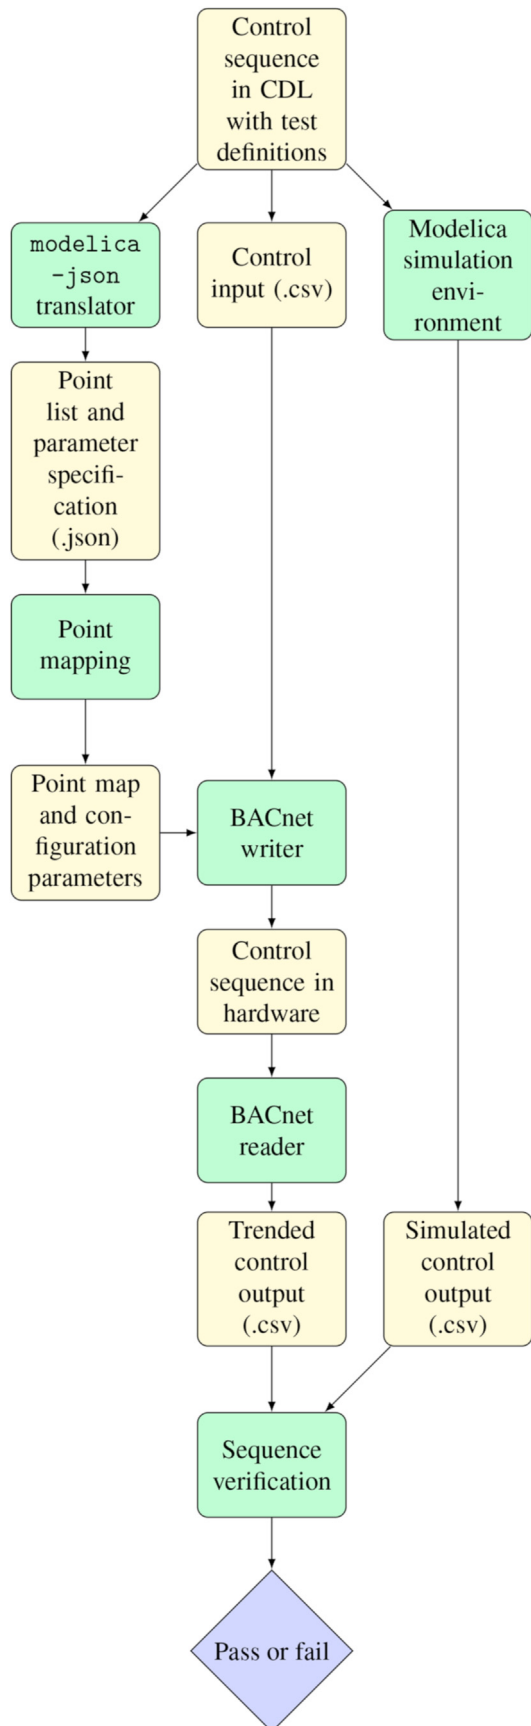 Control
sequence
in CDL
with test
definitions
modelica
-json
translator
Control
input (.csv)
Modelica
simulation
envi-
ronment
Point
list and
parameter
specifi-
cation
(.json)
Point
mapping
Point map
and con-
figuration
parameters
BACnet
writer
Control
sequence in
hardware
BACnet
reader
Trended
control
output
(.csv)
Simulated
control
output
(.csv)
Sequence
verification
Pass or fail